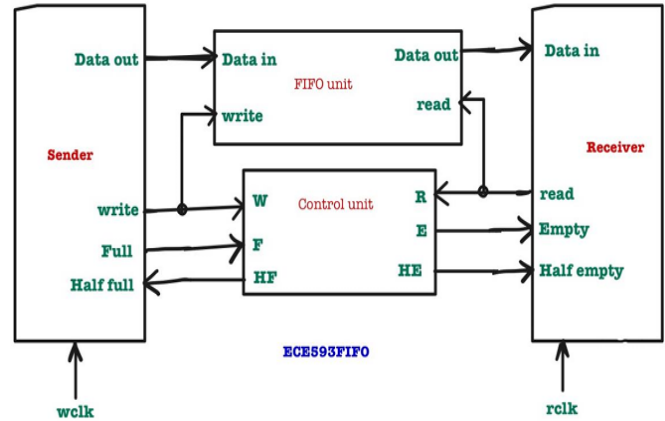 Data out
Data in
Data out
Data in
FIFO unit
write
read
Sender
Receiver
write
W
Control unit
R
read
Full
F
E
Empty
Half full
HF
HE
Half empty
ECE593FIFO
wclk
rclk